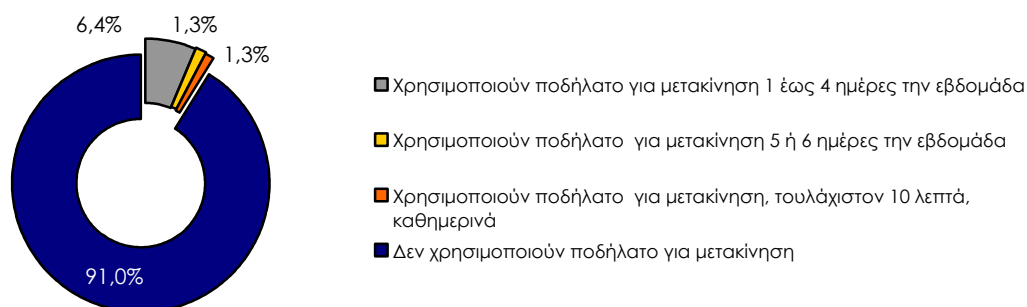 6,4%
1,3%
1,3%
91,0%
Χρησιμοποιούν ποδήλατο για μετακίνηση 1 έως 4 ημέρες την εβδομάδα
Χρησιμοποιούν ποδήλατο για μετακίνηση 5 ή 6 ημέρες την εβδομάδα
Χρησιμοποιούν ποδήλατο για μετακίνηση, τουλάχιστον 10 λεπτά,
καθημερινά
Δεν χρησιμοποιούν ποδήλατο για μετακίνηση